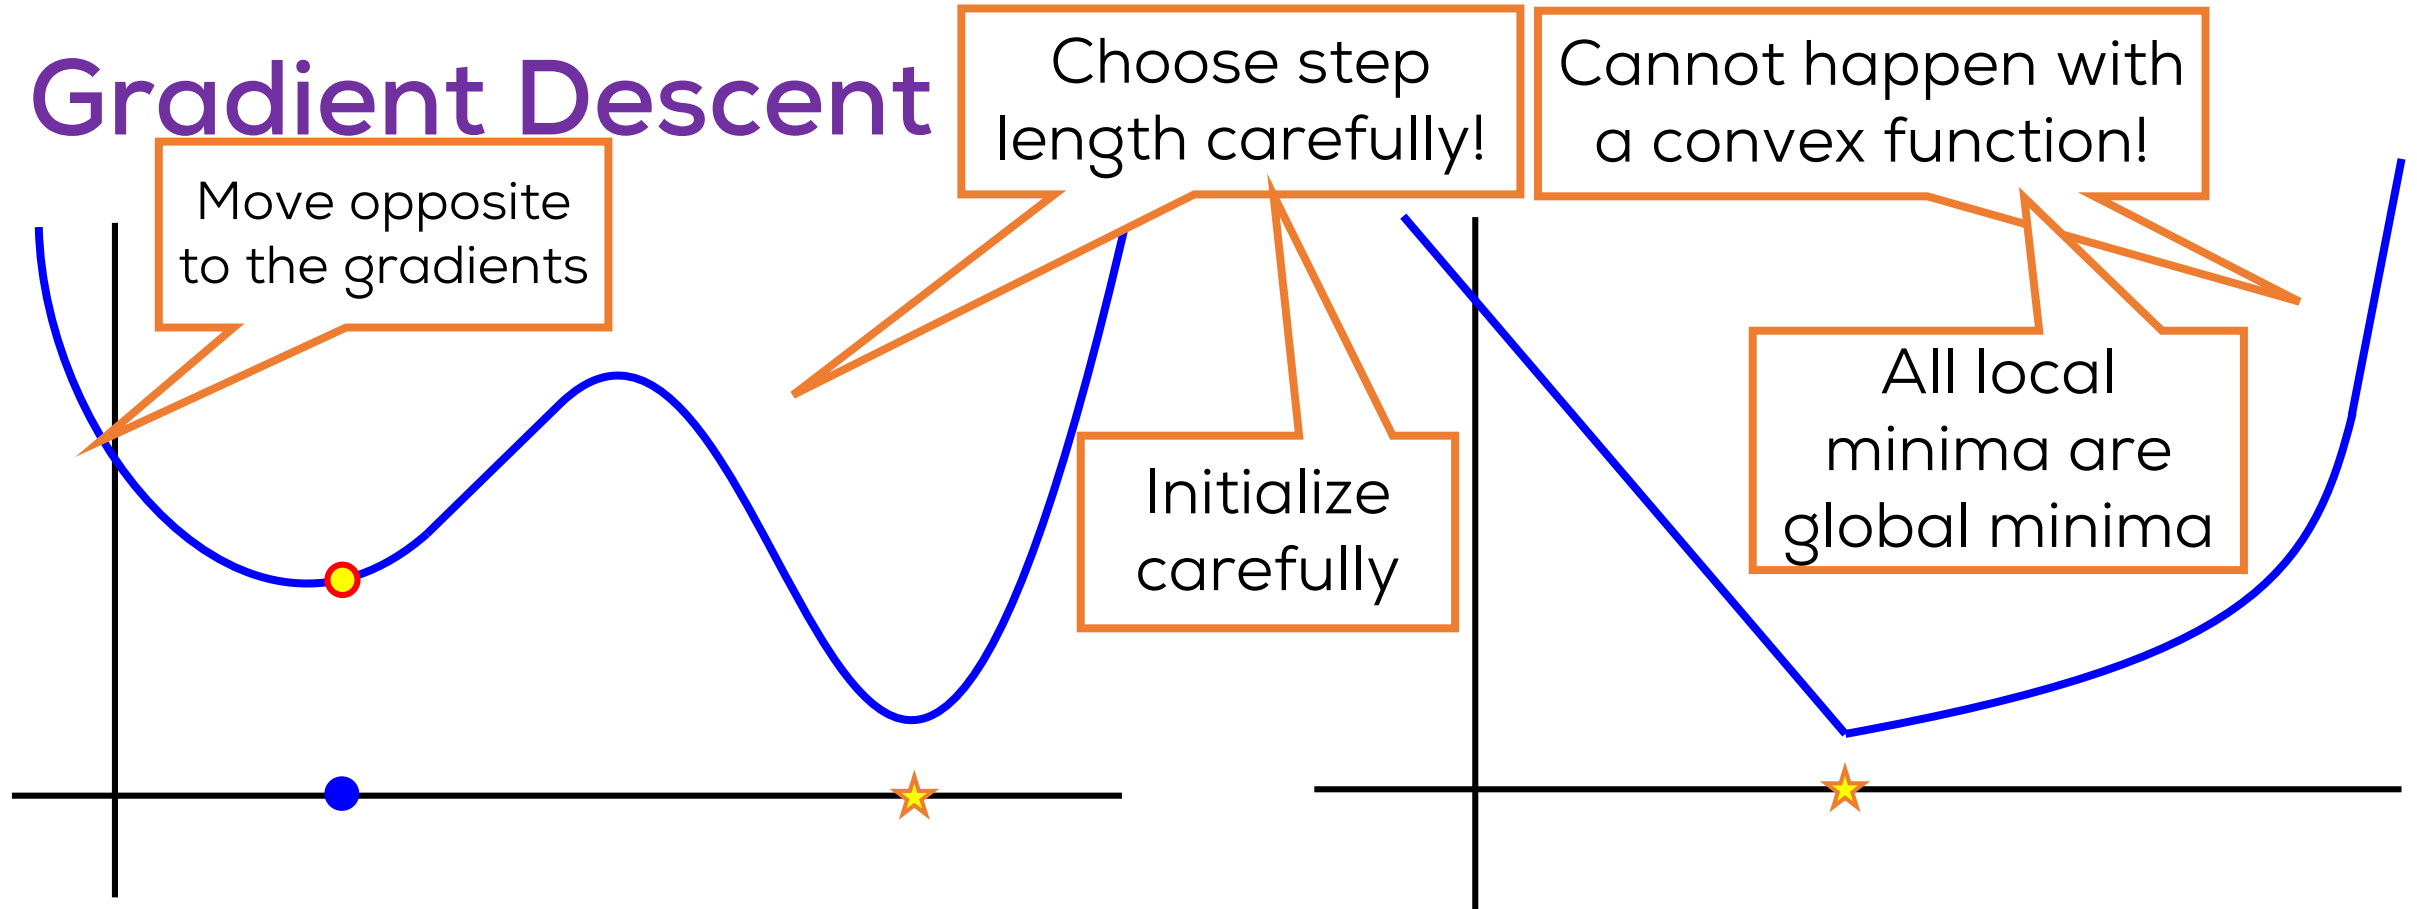 Gradient Descent
Move opposite
to the gradients
Choose step
length carefully!
Initialize
carefully
Cannot happen with
a convex function!
All local
minima are
global minima